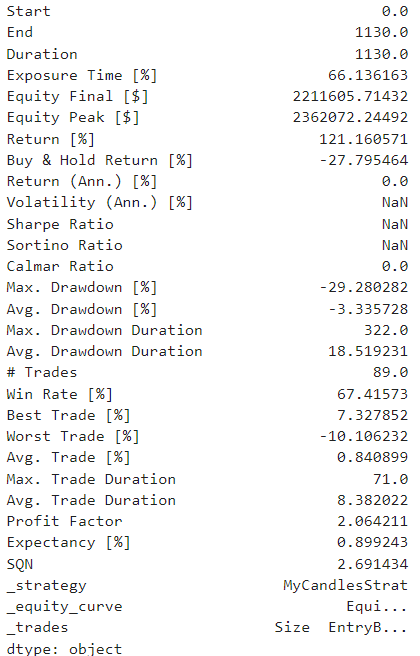 Start 0.0
End 1130.0
Duration 1130.0
Exposure Time [%] 66.136163
Equity Final [$] 2211605.71432
Equity Peak [$] 2362072.24492
Return [%] 121.160571
Buy & Hold Return [%] -27.795464
Return (Ann.) [%] 0.0
Volatility (Ann.) [%] NaN
Sharpe Ratio NaN
Sortino Ratio NaN
Calmar Ratio 0.0
Max. Drawdown [%] -29.280282
Avg. Drawdown [%] -3.335728
Max. Drawdown Duration 322.0
Avg. Drawdown Duration 18.519231
# Trades 89.0
Win Rate [%] 67.41573
Best Trade [%] 7.327852
Worst Trade [%] -10.106232
Avg. Trade [%] 0.840899
Max. Trade Duration 71.0
Avg. Trade Duration 8.382022
Profit Factor 2.064211
Expectancy [%] 0.899243
SQN 2.691434
_strategy MyCandlesStrat
_equity_curve Equi...
_trades Size EntryB...
dtype: object